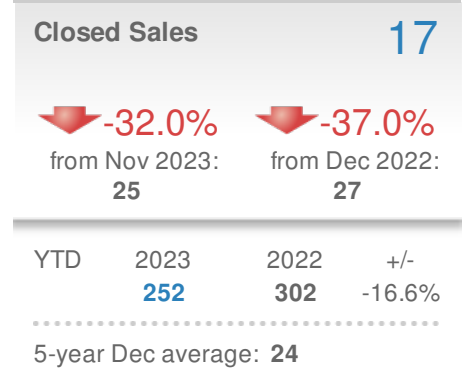 Closed Sales 17
-32.0% -37.0%
from Nov 2023: from Dec 2022:
25 27
YTD 2023 2022 +/-
252 302 -16.6%
5-year Dec average: 24